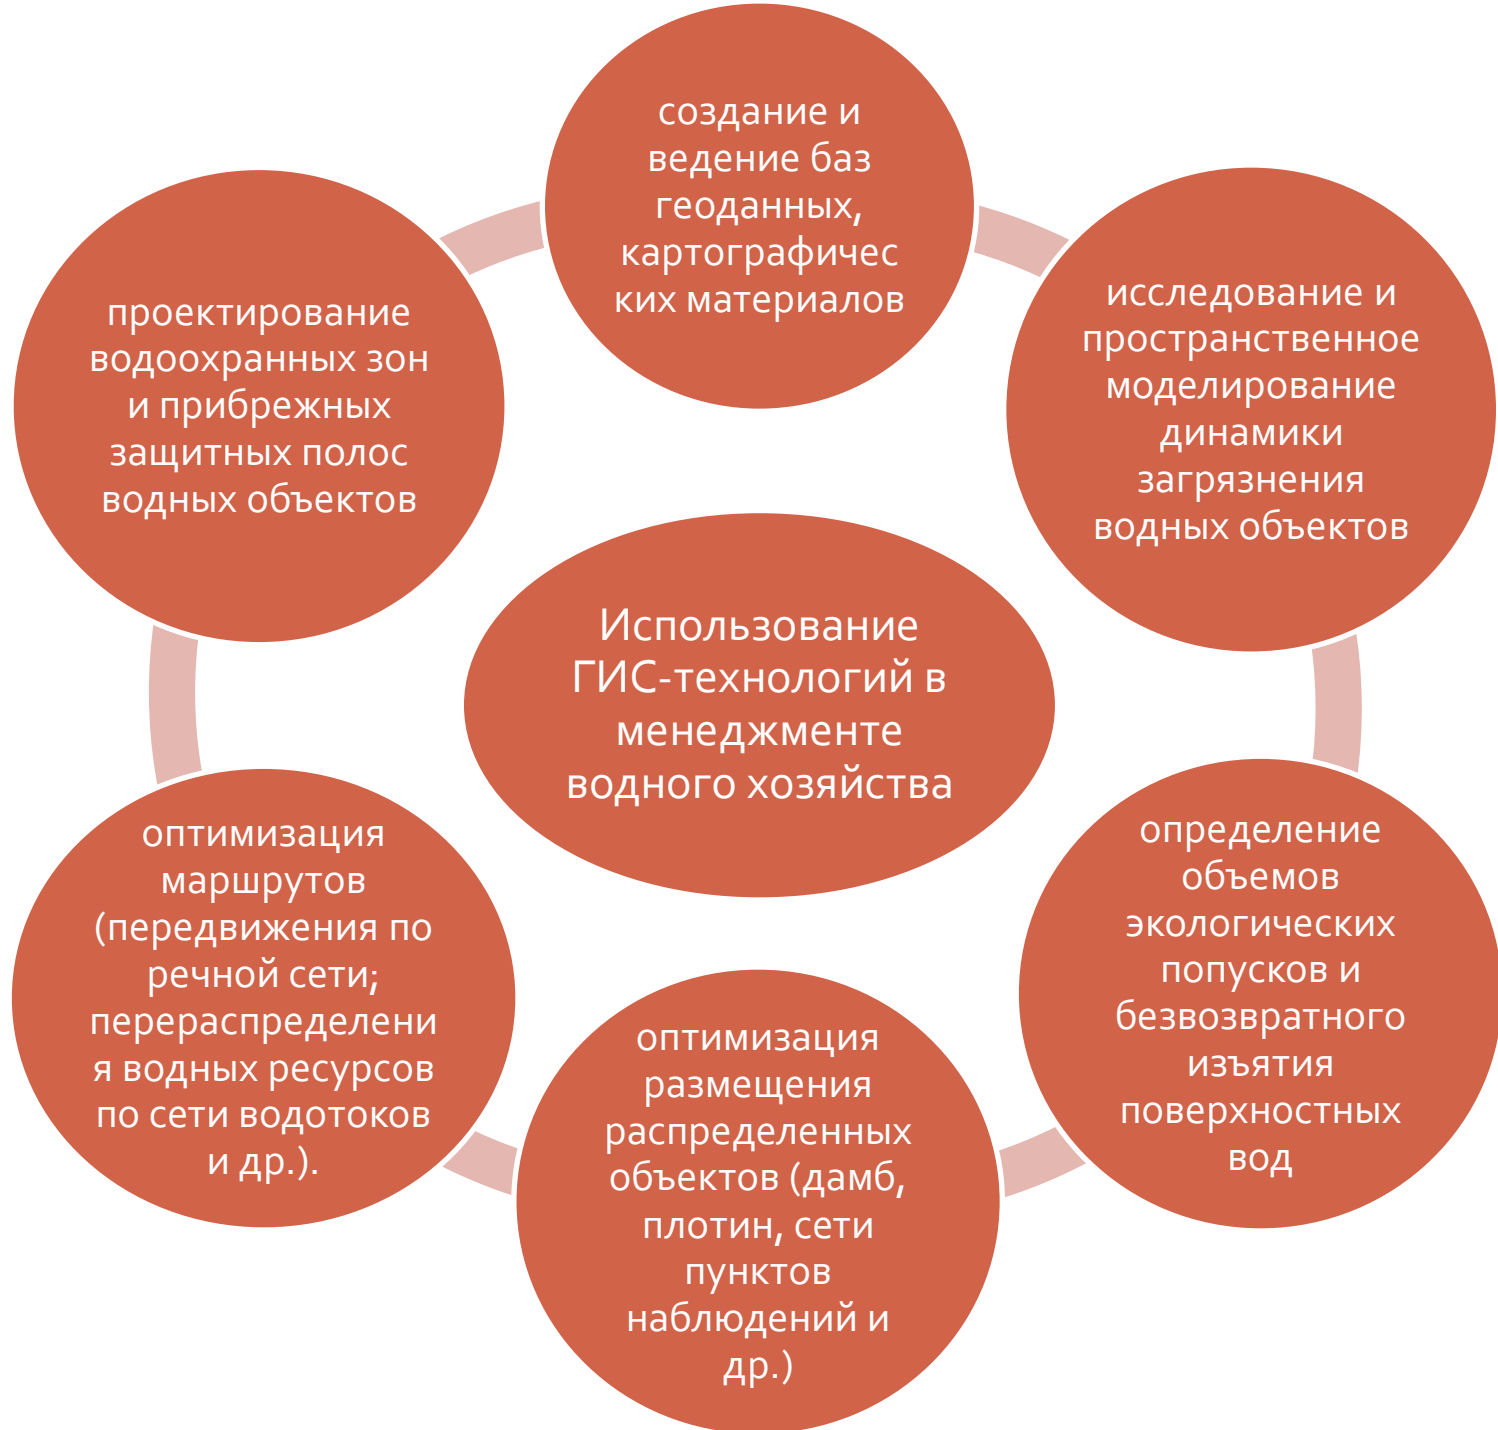 создание и
ведение баз
геоданных,
картографичес
ких материалов
исследование и
пространственное
моделирование
динамики
загрязнения
водных объектов
определение
объемов
экологических
попусков и
безвозвратного
изъятия
поверхностных
вод
оптимизация
размещения
распределенных
объектов (дамб,
плотин, сети
пунктов
наблюдений и
др.)
оптимизация
маршрутов
(передвижения по
речной сети;
перераспределени
я водных ресурсов
по сети водотоков
и др.).
проектирование
водоохранных зон
и прибрежных
защитных полос
водных объектов
Использование
ГИС-технологий в
менеджменте
водного хозяйства